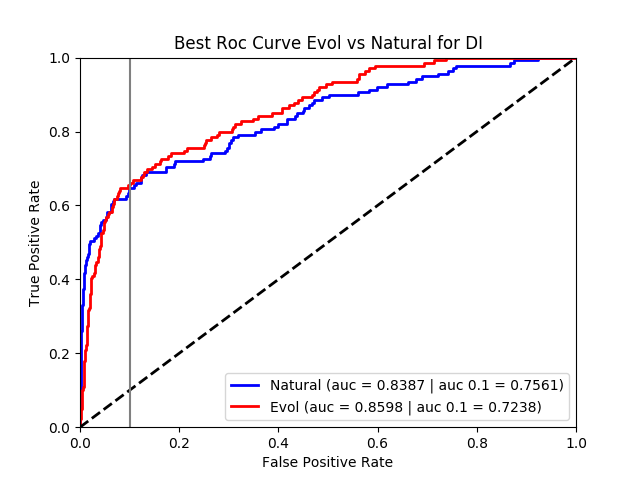 Best Roc Curve Evol vs Natural for DI
1.0
0.8
0.6
0.4
0.2
0.0
True Positive Rate
Natural (auc = 0.8387 | auc 0.1 = 0.7561)
Evol (auc = 0.8598 | auc 0.1 = 0.7238)
0.0 0.2 0.4 0.6 0.8 1.0
False Positive Rate